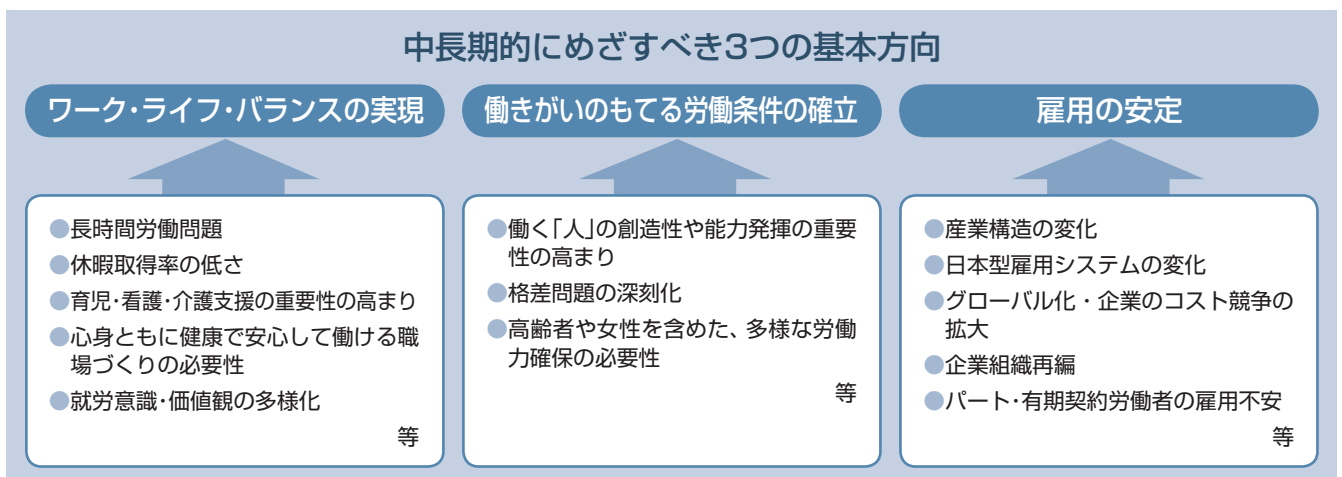 中長期的にめざすべき3つの基本方向
ワーク・ライフ・バランスの実現
●長時間労働問題
●休暇取得率の低さ
●育児・看護・介護支援の重要性の高まり
●心身ともに健康で安心して働ける職
場づくりの必要性
●就労意識・価値観の多様化
等
働きがいのもてる労働条件の確立
●働く「人」の創造性や能力発揮の重要
性の高まり
●格差問題の深刻化
●高齢者や女性を含めた、多様な労働
力確保の必要性
等
雇用の安定
●産業構造の変化
●日本型雇用システムの変化
●グローバル化・企業のコスト競争の
拡大
●企業組織再編
●パート・有期契約労働者の雇用不安
等